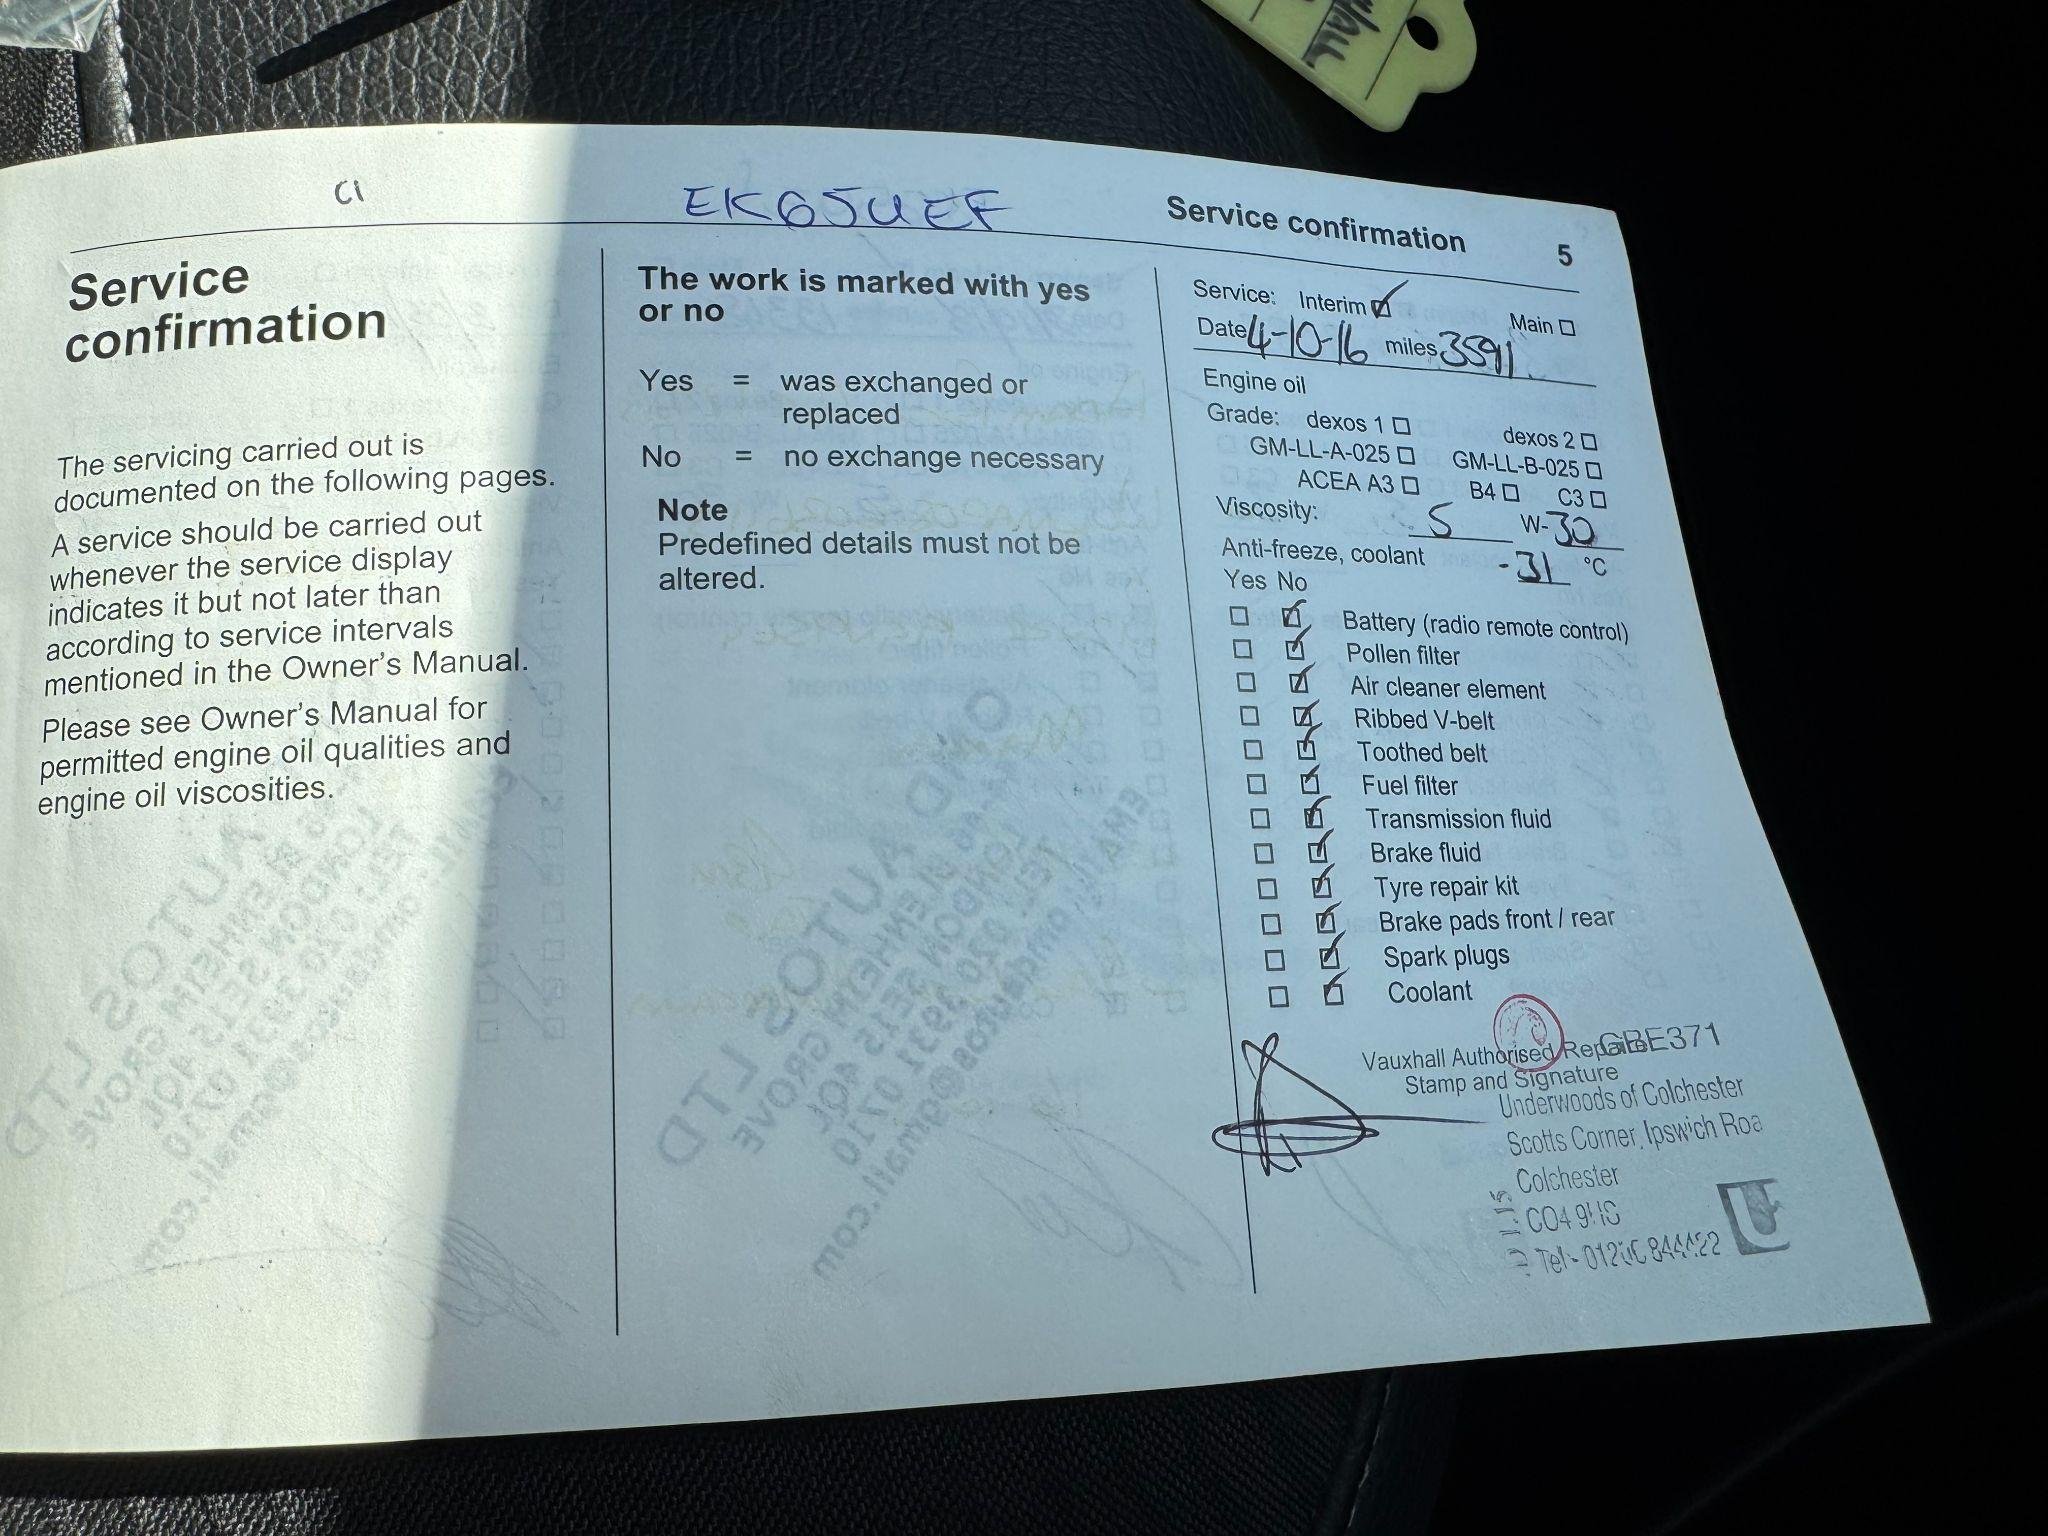 C1
EK65UEF
Service confirmation 5
Service
confirmation
The servicing carried out is
documented on the following pages.
A service should be carried out
whenever the service display
indicates it but not later than
according to service intervals
mentioned in the Owner's Manual.
Please see Owner's Manual for
permitted engine oil qualities and
engine oil viscosities.
The work is marked with yes
or no
Yes = was exchanged or
replaced
No = no exchange necessary
Note
Predefined details must not be
altered.
Service: Interim ☑ Main ☐
Date 4-10-16 miles 3591
Engine oil
Grade: dexos 1 ☐ dexos 2 ☐
GM-LL-A-025 ☐ GM-LL-B-025 ☐
ACEA A3 ☐ B4 ☐ C3 ☐
Viscosity: 5 W-30
Anti-freeze, coolant -31 °C
Yes No
☐ ☑ Battery (radio remote control)
☐ ☑ Pollen filter
☐ ☑ Air cleaner element
☐ ☑ Ribbed V-belt
☐ ☑ Toothed belt
☐ ☑ Fuel filter
☐ ☑ Transmission fluid
☐ ☑ Brake fluid
☐ ☑ Tyre repair kit
☐ ☑ Brake pads front / rear
☐ ☑ Spark plugs
☐ ☑ Coolant
GBE371
Vauxhall Authorised Repairer
Stamp and Signature
Underwoods of Colchester
Scotts Corner, Ipswich Roa
Colchester
CO4
Tel:-